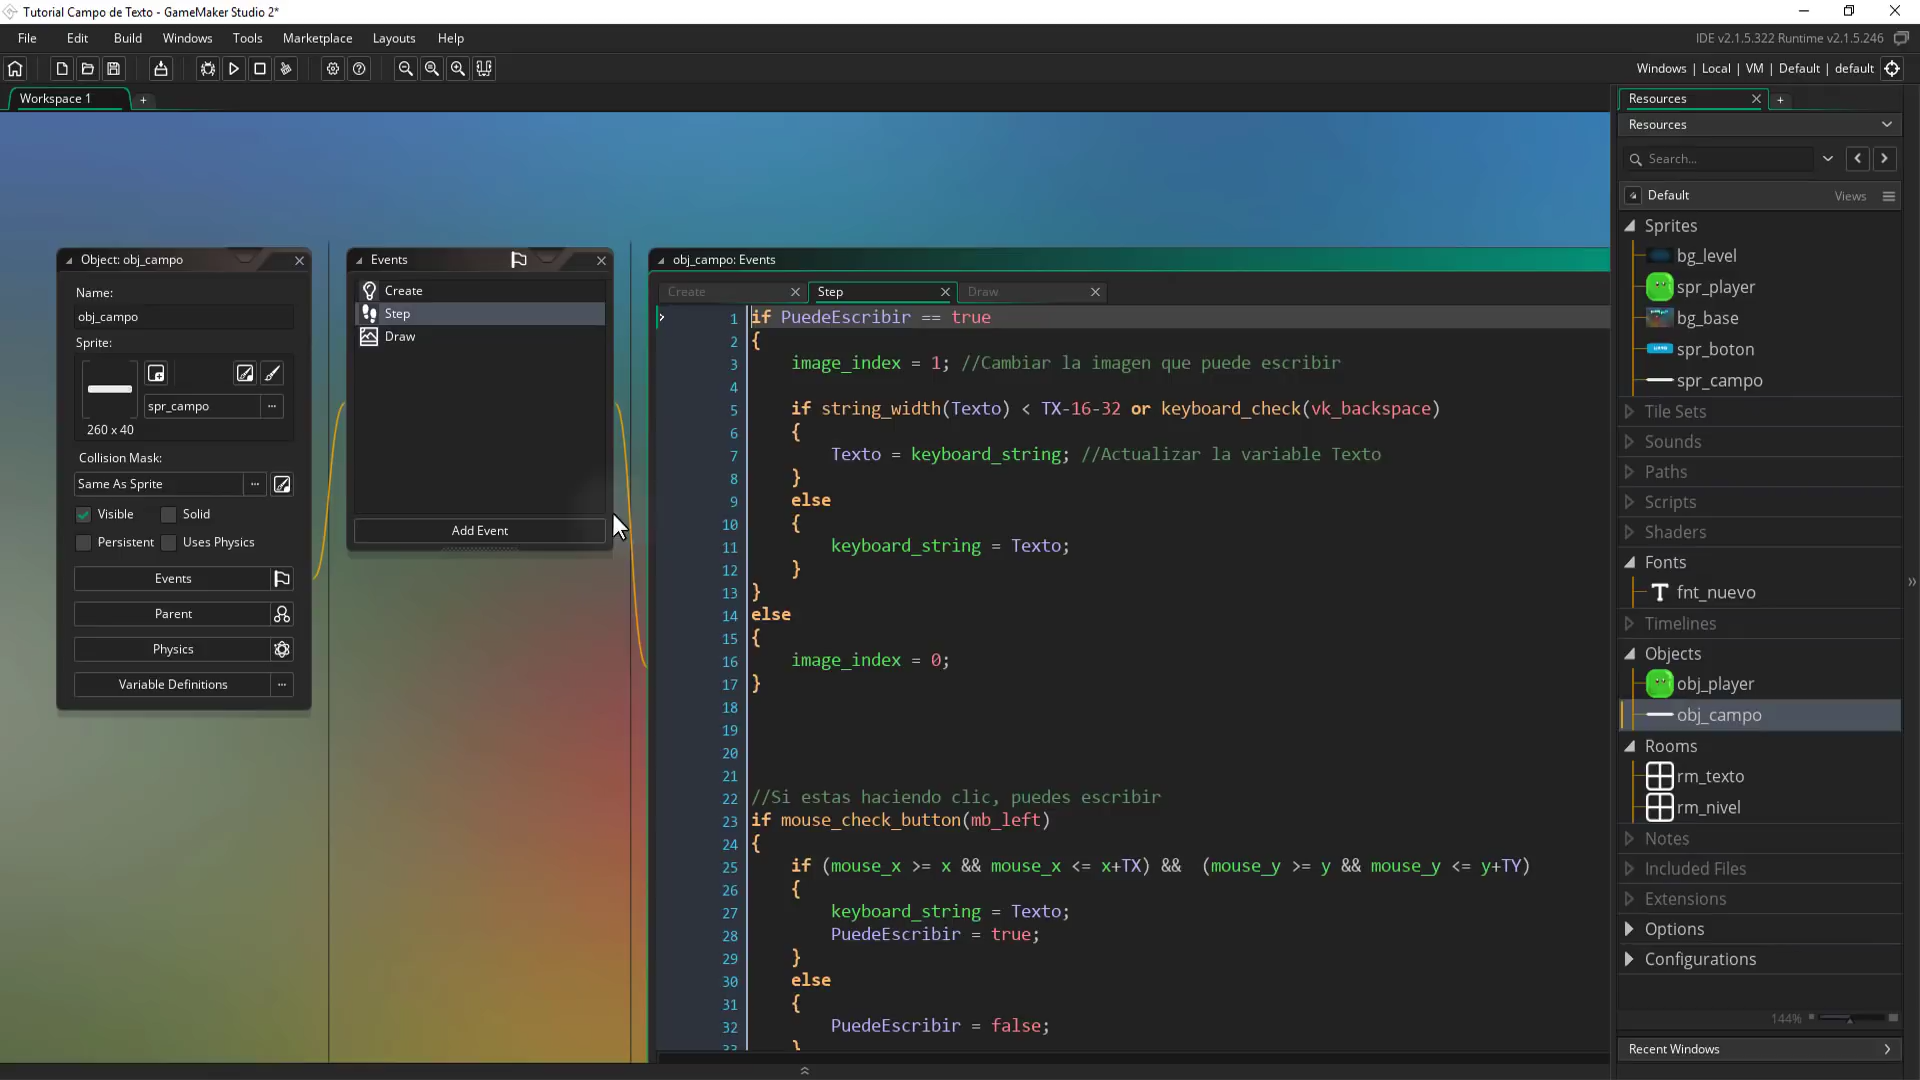 Tutorial Campo de Texto - GameMaker Studio 2*
File Edit Build Windows Tools Marketplace Layouts Help
IDE v2.1.5.322 Runtime v2.1.5.246
Windows | Local | VM | Default | default
Workspace 1
Object: obj_campo
Name:
obj_campo
Sprite:
spr_campo
260 x 40
Collision Mask:
Same As Sprite
Visible Solid
Persistent Uses Physics
Events
Parent
Physics
Variable Definitions
Events
Create
Step
Draw
Add Event
obj_campo: Events
Create Step Draw
1 if PuedeEscribir == true
2 {
3 image_index = 1; //Cambiar la imagen que puede escribir
4
5 if string_width(Texto) < TX-16-32 or keyboard_check(vk_backspace)
6 {
7 Texto = keyboard_string; //Actualizar la variable Texto
8 }
9 else
10 {
11 keyboard_string = Texto;
12 }
13 }
14 else
15 {
16 image_index = 0;
17 }
18
19
20
21
22 //Si estas haciendo clic, puedes escribir
23 if mouse_check_button(mb_left)
24 {
25 if (mouse_x >= x && mouse_x <= x+TX) && (mouse_y >= y && mouse_y <= y+TY)
26 {
27 keyboard_string = Texto;
28 PuedeEscribir = true;
29 }
30 else
31 {
32 PuedeEscribir = false;
33 }
Resources
Resources
Search...
Default Views
Sprites
bg_level
spr_player
bg_base
spr_boton
spr_campo
Tile Sets
Sounds
Paths
Scripts
Shaders
Fonts
fnt_nuevo
Timelines
Objects
obj_player
obj_campo
Rooms
rm_texto
rm_nivel
Notes
Included Files
Extensions
Options
Configurations
144%
Recent Windows